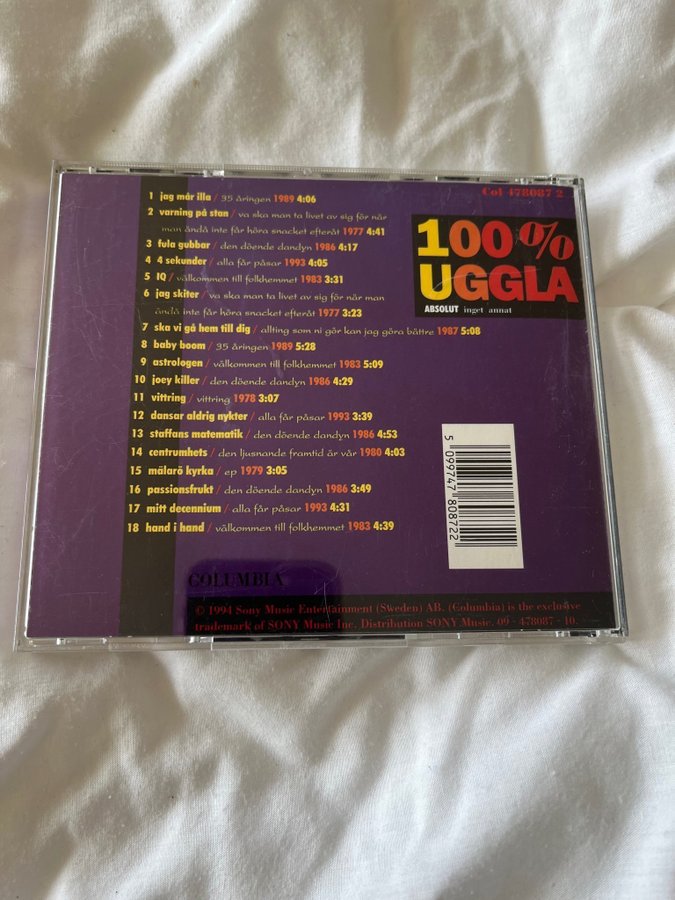 Col 478087 2
100%
UGGLA
ABSOLUT inget annat
1 jag mår illa / 35 åringen 1989 4:06
2 varning på stan / va ska man ta livet av sig för när
man ändå inte får höra snacket efteråt 1977 4:41
3 fula gubbar / den döende dandyn 1986 4:17
4 4 sekunder / alla får påsar 1993 4:05
5 IQ / välkommen till folkhemmet 1983 3:31
6 jag skiter / va ska man ta livet av sig för när man
ändå inte får höra snacket efteråt 1977 3:23
7 ska vi gå hem till dig / allting som ni gör kan jag göra bättre 1987 5:08
8 baby boom / 35 åringen 1989 5:28
9 astrologen / välkommen till folkhemmet 1983 5:09
10 joey killer / den döende dandyn 1986 4:29
11 vittring / vittring 1978 3:07
12 dansar aldrig nykter / alla får påsar 1993 3:39
13 staffans matematik / den döende dandyn 1986 4:53
14 centrumhets / den ljusnande framtid är vår 1980 4:03
15 mälarö kyrka / ep 1979 3:05
16 passionsfrukt / den döende dandyn 1986 3:49
17 mitt decennium / alla får påsar 1993 4:31
18 hand i hand / välkommen till folkhemmet 1983 4:39
5 099747 808722
COLUMBIA
© 1994 Sony Music Entertainment (Sweden) AB. (Columbia) is the exclusive
trademark of SONY Music Inc. Distribution SONY Music. 09 - 478087 - 10.